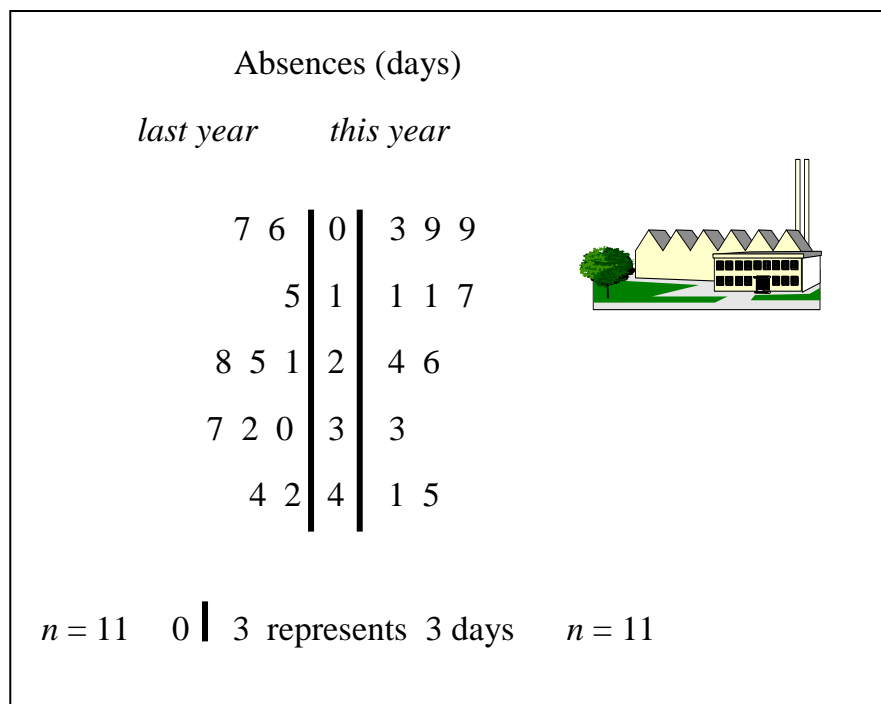 Absences (days)
last year this year
7 6 0 3 9 9
5 1 1 1 7
8 5 1 2 4 6
7 2 0 3 3
4 2 4 1 5
n = 11 0 | 3 represents 3 days n = 11